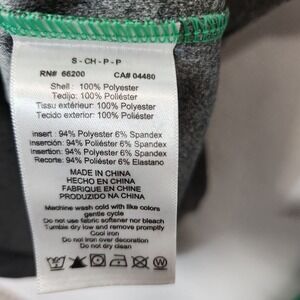 S - CH - P - P
RN# 66200 CA# 04480
Shell: 100% Polyester
Tedijo: 100% Poliéster
Tissu extérieur: 100% Polyester
Tecido exterior: 100% Poliéster
insert: 94% Polyester 6% Spandex
inserción: 94% Poliéster 6% Spandex
insertion: 94% Polyester 6% Spandex
Recorte: 94% Poliéster 6% Elastano
MADE IN CHINA
HECHO EN CHINA
FABRIQUE EN CHINE
PRODUZIDO NA CHINA
Machine wash cold with like colors
gentle cycle
Do not use fabric softener nor bleach
Tumble dry low and remove promptly
Cool iron
Do not iron over decoration
Do not dry clean
W